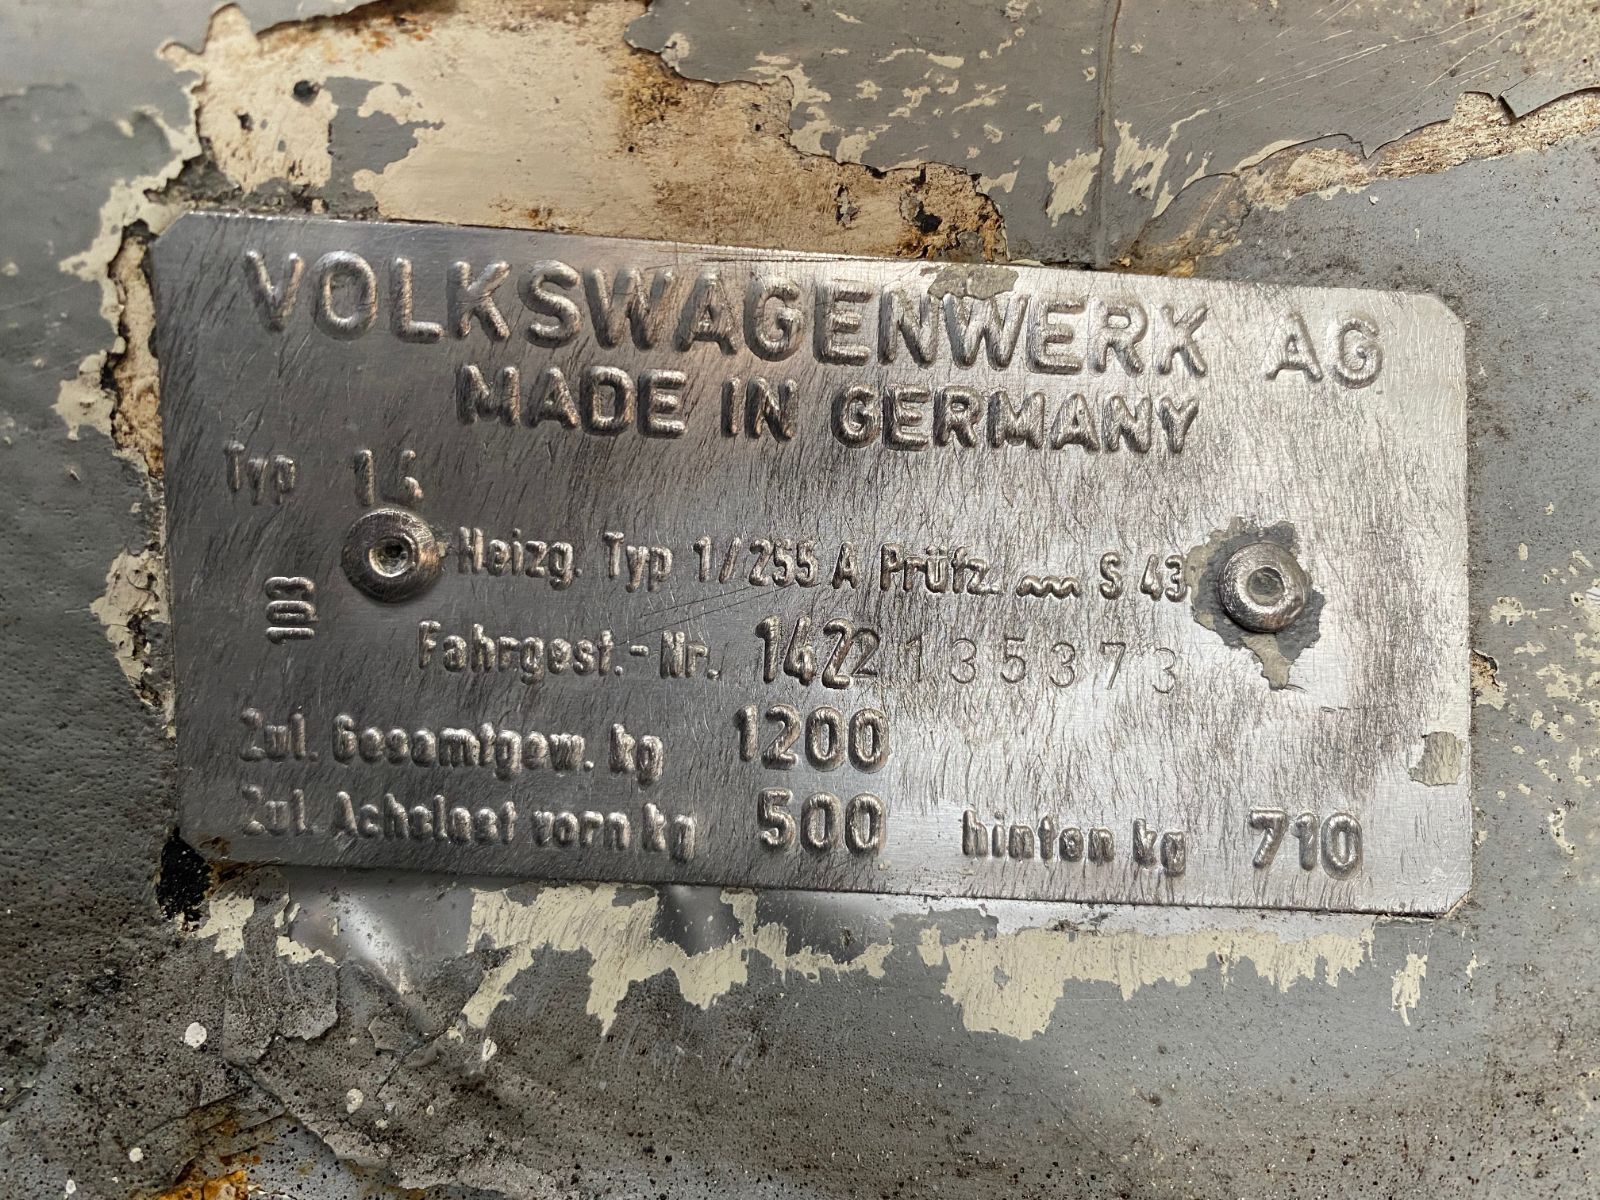 VOLKSWAGENWERK AG
MADE IN GERMANY
Typ 14
Heizg. Typ 1/255 A Prüfz. ~~~ S 43
1D3
Fahrgest.-Nr. 1422135373
Zul. Gesamtgew. kg 1200
Zul. Achslast vorn kg 500 hinten kg 710